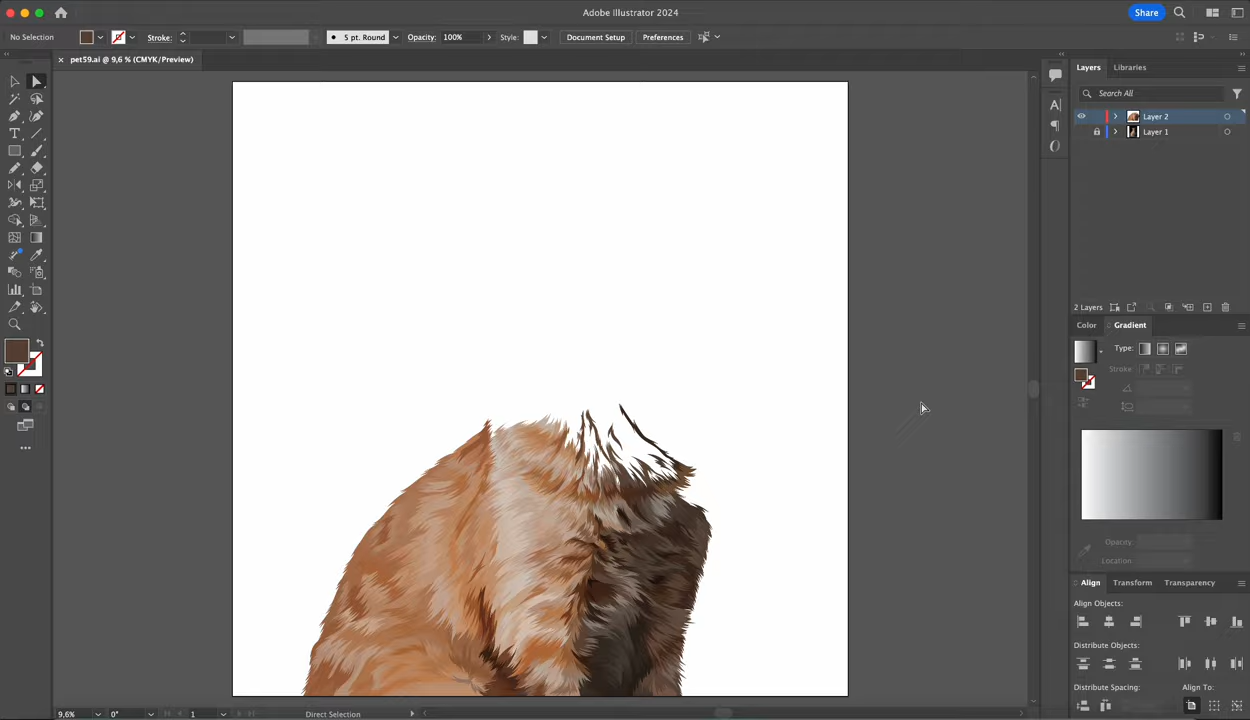 Adobe Illustrator 2024
Share
No Selection
Stroke:
5 pt. Round
Opacity:
100%
Style:
Document Setup
Preferences
pet59.ai @ 9,6 % (CMYK/Preview)
Layers
Libraries
Search All
Layer 2
Layer 1
2 Layers
Color
Gradient
Type:
Stroke:
Opacity:
Location:
Align
Transform
Transparency
Align Objects:
Distribute Objects:
Distribute Spacing:
Align To:
9,6%
0°
1
Direct Selection